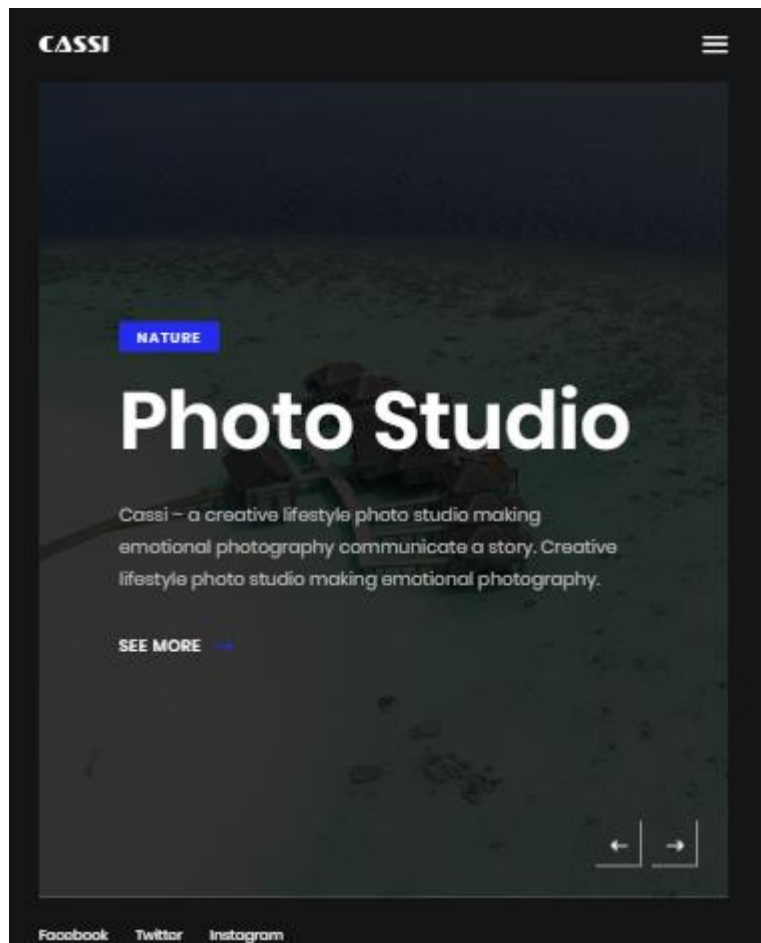 CASSI
NATURE
Photo Studio
Cassi – a creative lifestyle photo studio making
emotional photography communicate a story. Creative
lifestyle photo studio making emotional photography.
SEE MORE →
← →
Facebook Twitter Instagram